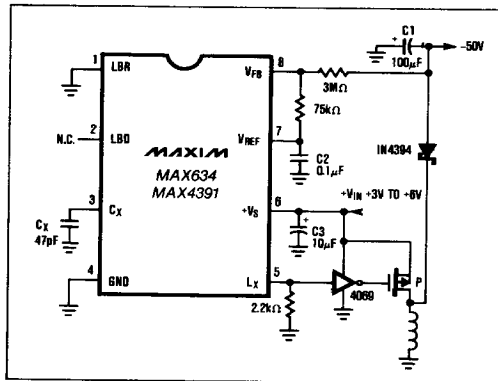 C1
100µF
–50V
1
LBR
8
VFB
3MΩ
75kΩ
N.C.
2
LBD
7
VREF
MAXIM
MAX634
MAX4391
C2
0.1µF
IN4394
3
CX
CX
47pF
6
+VS
+VIN +3V TO +6V
C3
10µF
4
GND
5
LX
4069
P
2.2kΩ